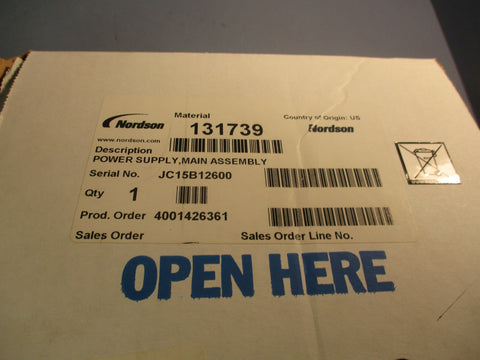 Nordson
www.nordson.com
Material
131739
Country of Origin: US
Nordson
Description
POWER SUPPLY,MAIN ASSEMBLY
Serial No. JC15B12600
Qty 1
Prod. Order 4001426361
Sales Order Sales Order Line No.
OPEN HERE